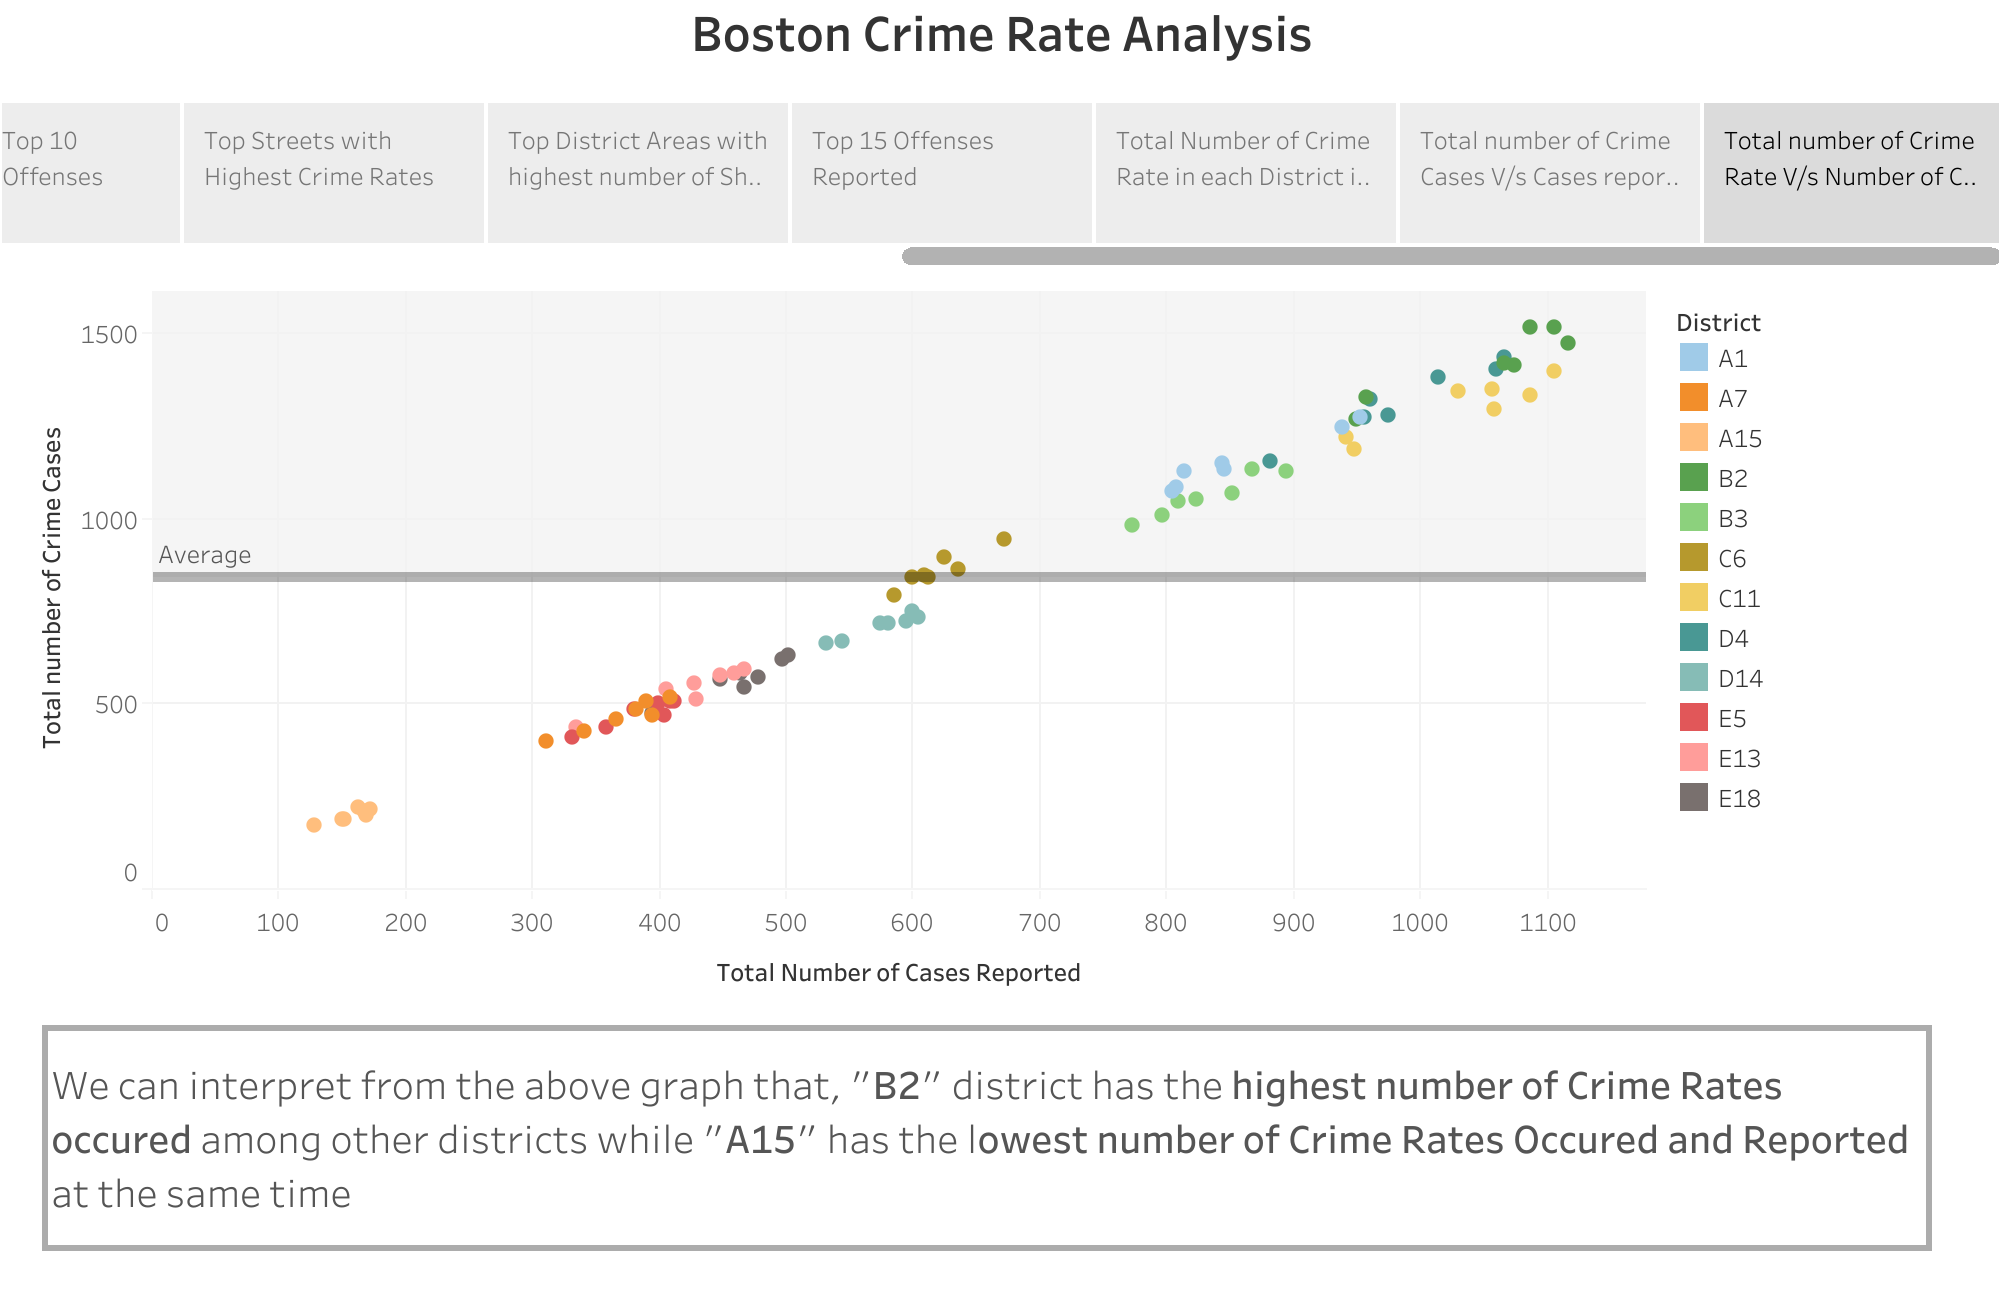 Boston Crime Rate Analysis
Top 10
Offenses
Top Streets with
Highest Crime Rates
Top District Areas with
highest number of Sh..
Top 15 Offenses
Reported
Total Number of Crime
Rate in each District i..
Total number of Crime
Cases V/s Cases repor..
Total number of Crime
Rate V/s Number of C..
Total number of Crime Cases
1500
1000
500
0
Average
0 100 200 300 400 500 600 700 800 900 1000 1100
Total Number of Cases Reported
District
A1
A7
A15
B2
B3
C6
C11
D4
D14
E5
E13
E18
We can interpret from the above graph that, "B2" district has the highest number of Crime Rates
occured among other districts while "A15" has the lowest number of Crime Rates Occured and Reported
at the same time